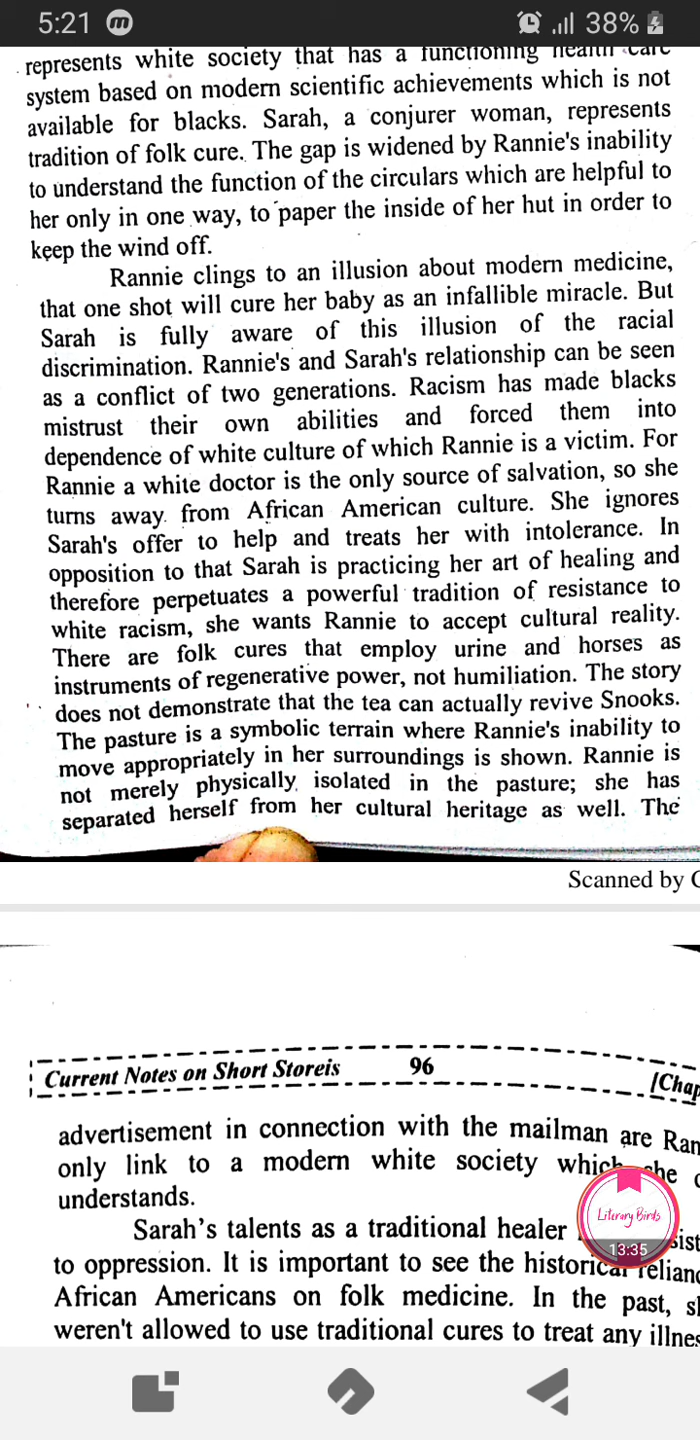 5:21 m 38%
represents white society that has a functioning health care
system based on modern scientific achievements which is not
available for blacks. Sarah, a conjurer woman, represents
tradition of folk cure. The gap is widened by Rannie's inability
to understand the function of the circulars which are helpful to
her only in one way, to paper the inside of her hut in order to
keep the wind off.
Rannie clings to an illusion about modern medicine,
that one shot will cure her baby as an infallible miracle. But
Sarah is fully aware of this illusion of the racial
discrimination. Rannie's and Sarah's relationship can be seen
as a conflict of two generations. Racism has made blacks
mistrust their own abilities and forced them into
dependence of white culture of which Rannie is a victim. For
Rannie a white doctor is the only source of salvation, so she
turns away from African American culture. She ignores
Sarah's offer to help and treats her with intolerance. In
opposition to that Sarah is practicing her art of healing and
therefore perpetuates a powerful tradition of resistance to
white racism, she wants Rannie to accept cultural reality.
There are folk cures that employ urine and horses as
instruments of regenerative power, not humiliation. The story
does not demonstrate that the tea can actually revive Snooks.
The pasture is a symbolic terrain where Rannie's inability to
move appropriately in her surroundings is shown. Rannie is
not merely physically isolated in the pasture; she has
separated herself from her cultural heritage as well. The
Scanned by C
Current Notes on Short Storeis 96 [Chap
advertisement in connection with the mailman are Ran
only link to a modern white society which she
understands.
Sarah's talents as a traditional healer
to oppression. It is important to see the historical relianc
African Americans on folk medicine. In the past, sl
weren't allowed to use traditional cures to treat any illnes
Literary Birds
13:35